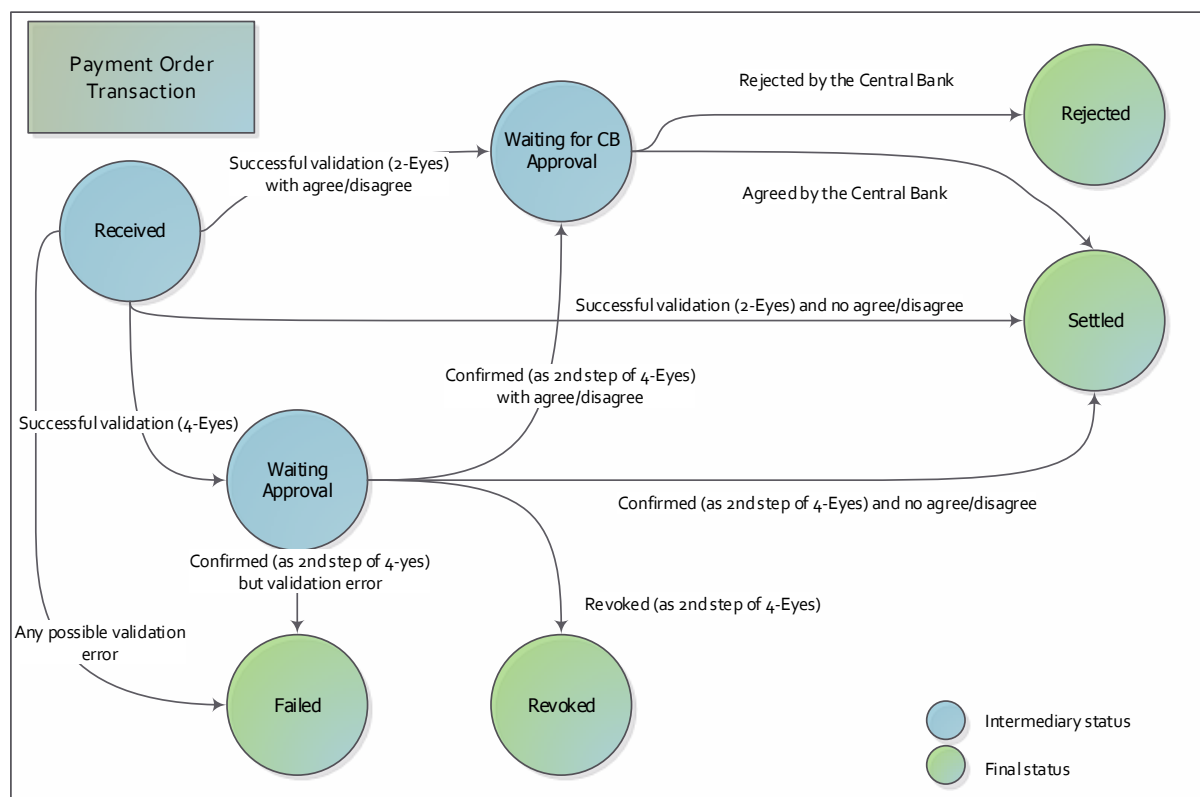 Payment Order
Transaction
Rejected by the Central Bank
Rejected
Waiting for CB
Approval
Successful validation (2-Eyes)
with agree/disagree
Agreed by the Central Bank
Received
Successful validation (2-Eyes) and no agree/disagree
Settled
Confirmed (as 2nd step of 4-Eyes)
with agree/disagree
Successful validation (4-Eyes)
Waiting
Approval
Confirmed (as 2nd step of 4-Eyes) and no agree/disagree
Confirmed (as 2nd step of 4-yes)
but validation error
Revoked (as 2nd step of 4-Eyes)
Any possible validation
error
Failed
Revoked
Intermediary status
Final status